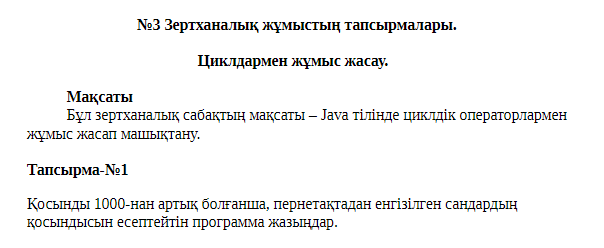 №3 Зертханалық жұмыстың тапсырмалары.
Циклдармен жұмыс жасау.
Мақсаты
Бұл зертханалық сабақтың мақсаты – Java тілінде циклдік операторлармен
жұмыс жасап машықтану.
Тапсырма-№1
Қосынды 1000-нан артық болғанша, пернетақтадан енгізілген сандардың
қосындысын есептейтін программа жазыңдар.